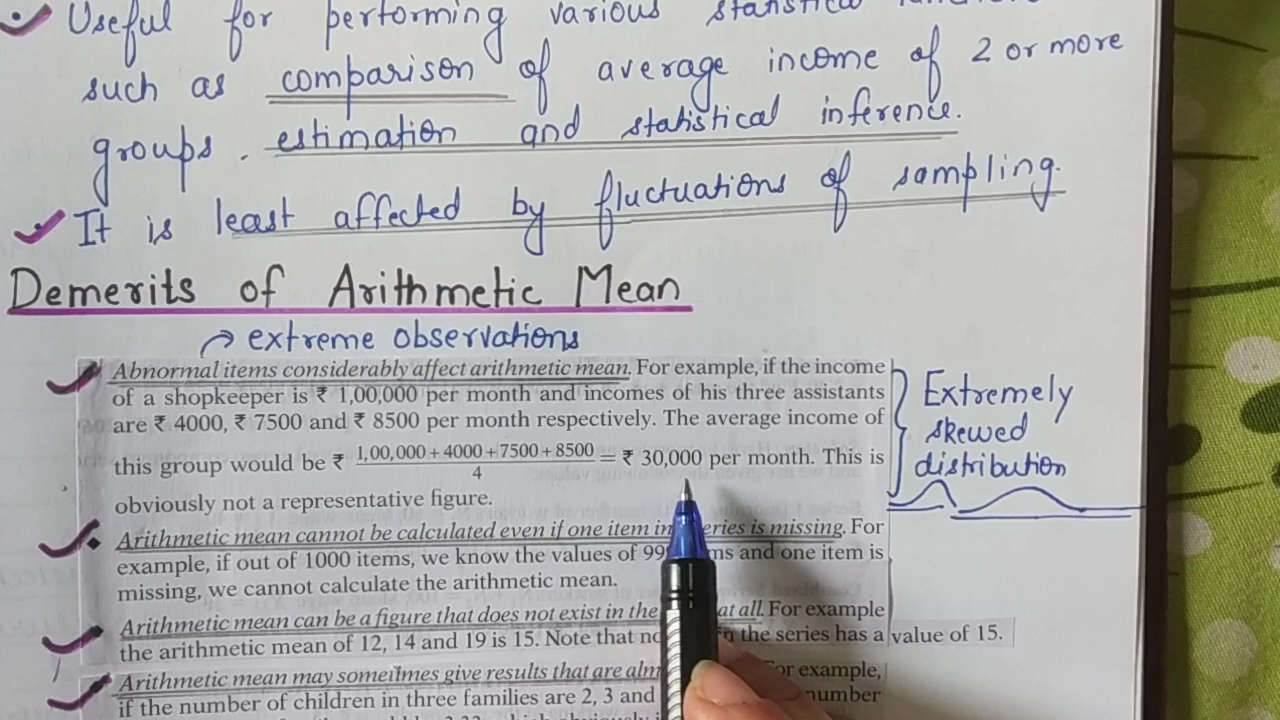 Useful for performing various
such as comparison of average income of 2 or more
groups, estimation and statistical inference.
It is least affected by fluctuations of sampling.
Demerits of Arithmetic Mean
→ extreme observations
Abnormal items considerably affect arithmetic mean. For example, if the income
of a shopkeeper is ₹ 1,00,000 per month and incomes of his three assistants
are ₹ 4000, ₹ 7500 and ₹ 8500 per month respectively. The average income of
this group would be ₹ 1,00,000 + 4000 + 7500 + 8500 / 4 = ₹ 30,000 per month. This is
obviously not a representative figure.
Extremely
skewed
distribution
Arithmetic mean cannot be calculated even if one item in series is missing. For
example, if out of 1000 items, we know the values of and one item is
missing, we cannot calculate the arithmetic mean.
Arithmetic mean can be a figure that does not exist in the at all. For example
the arithmetic mean of 12, 14 and 19 is 15. Note that the series has a value of 15.
Arithmetic mean may someitmes give results that are For example,
if the number of children in three families are 2, 3 and number